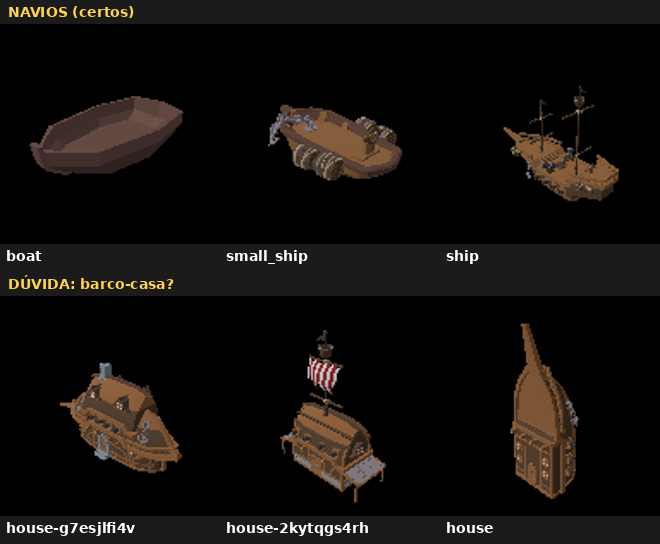 NAVIOS (certos)
boat
small_ship
ship
DÚVIDA: barco-casa?
house-g7esjlfi4v
house-2kytqgs4rh
house